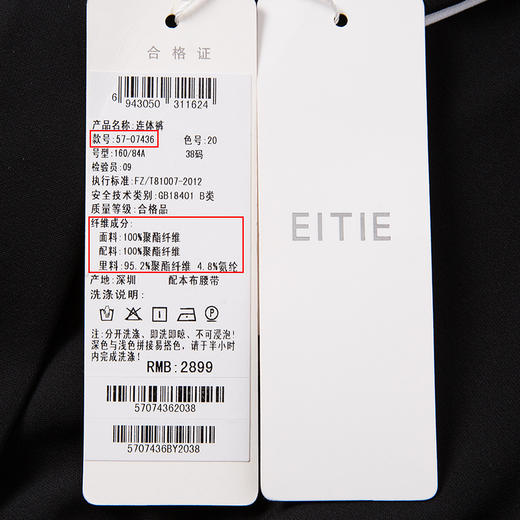 合格证
6 943050 311624
产品名称:连体裤
款号:57-07436 色号:20
号型:160/84A 38码
检验员:09
执行标准:FZ/T81007-2012
安全技术类别:GB18401 B类
质量等级:合格品
纤维成分:
面料:100%聚酯纤维
配料:100%聚酯纤维
里料:95.2%聚酯纤维 4.8%氨纶
产地:深圳 配本布腰带
洗涤说明:
注:分开洗涤、即洗即晾、不可浸泡!
深色与浅色拼接易搭色,请于半小时
内完成洗涤!
RMB:2899
57074362038
5707436BY2038
EITIE